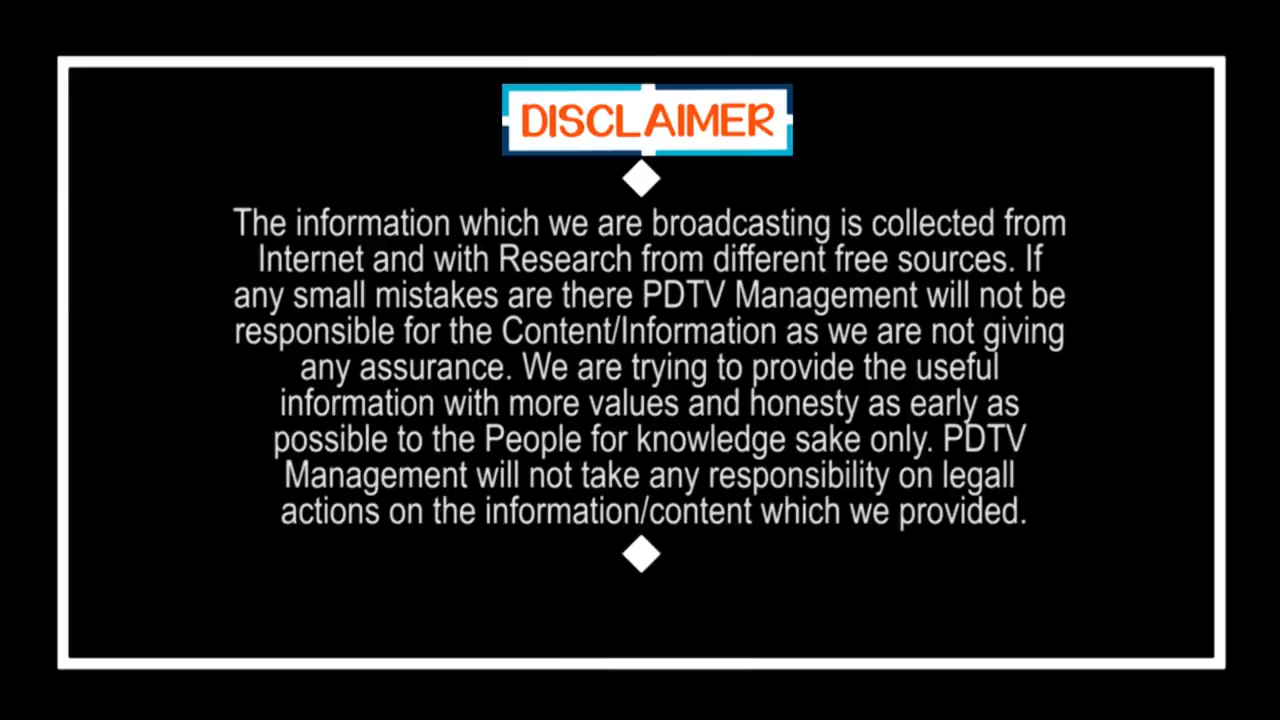 DISCLAIMER
The information which we are broadcasting is collected from
Internet and with Research from different free sources. If
any small mistakes are there PDTV Management will not be
responsible for the Content/Information as we are not giving
any assurance. We are trying to provide the useful
information with more values and honesty as early as
possible to the People for knowledge sake only. PDTV
Management will not take any responsibility on legall
actions on the information/content which we provided.